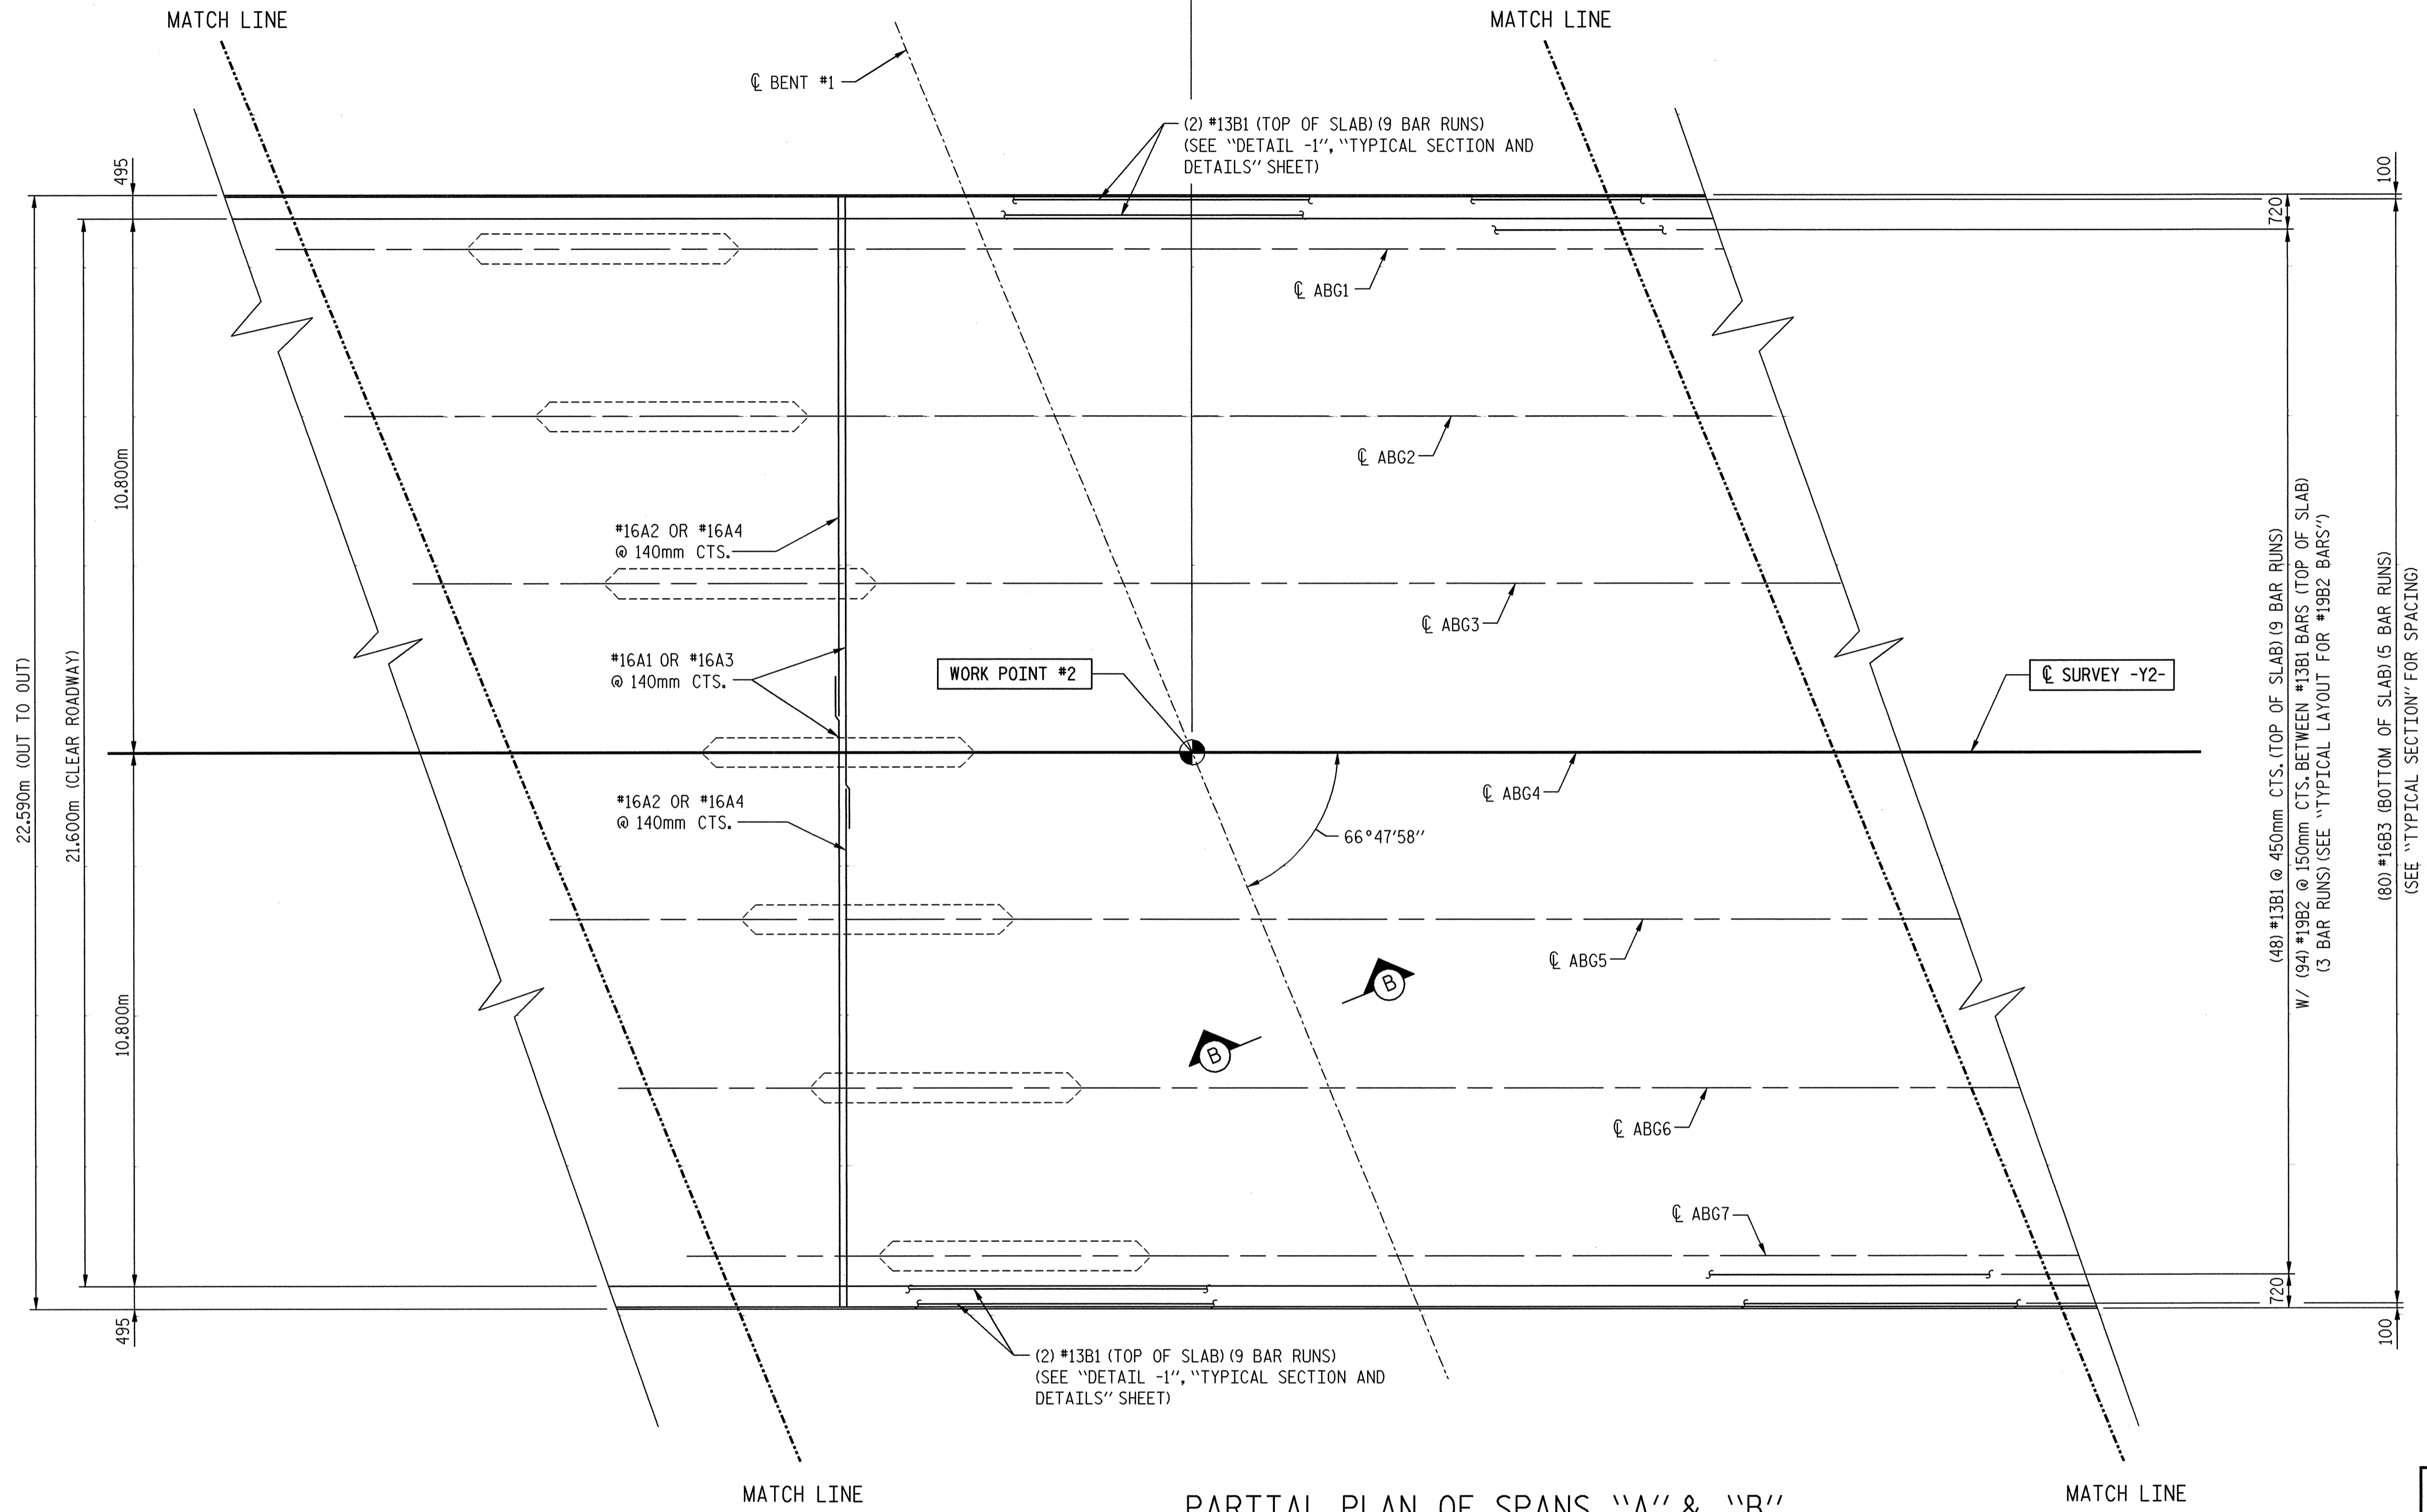 MATCH LINE
MATCH LINE
℄ BENT #1
(2) #13B1 (TOP OF SLAB) (9 BAR RUNS)
(SEE ‘‘DETAIL -1’’, ‘‘TYPICAL SECTION AND
DETAILS’’ SHEET)
495
100
720
℄ ABG1
℄ ABG2
10.800m
#16A2 OR #16A4
@ 140mm CTS.
℄ ABG3
#16A1 OR #16A3
@ 140mm CTS.
WORK POINT #2
℄ SURVEY -Y2-
22.590m (OUT TO OUT)
21.600m (CLEAR ROADWAY)
#16A2 OR #16A4
@ 140mm CTS.
℄ ABG4
66°47'58''
(48) #13B1 @ 450mm CTS. (TOP OF SLAB) (9 BAR RUNS)
W/ (94) #19B2 @ 150mm CTS. BETWEEN #13B1 BARS (TOP OF SLAB)
(3 BAR RUNS) (SEE ‘‘TYPICAL LAYOUT FOR #19B2 BARS’’)
(80) #16B3 (BOTTOM OF SLAB) (5 BAR RUNS)
(SEE ‘‘TYPICAL SECTION’’ FOR SPACING)
℄ ABG5
B
B
10.800m
℄ ABG6
℄ ABG7
495
720
100
(2) #13B1 (TOP OF SLAB) (9 BAR RUNS)
(SEE ‘‘DETAIL -1’’, ‘‘TYPICAL SECTION AND
DETAILS’’ SHEET)
MATCH LINE
MATCH LINE
PARTIAL PLAN OF SPANS ‘‘A’’ & ‘‘B’’